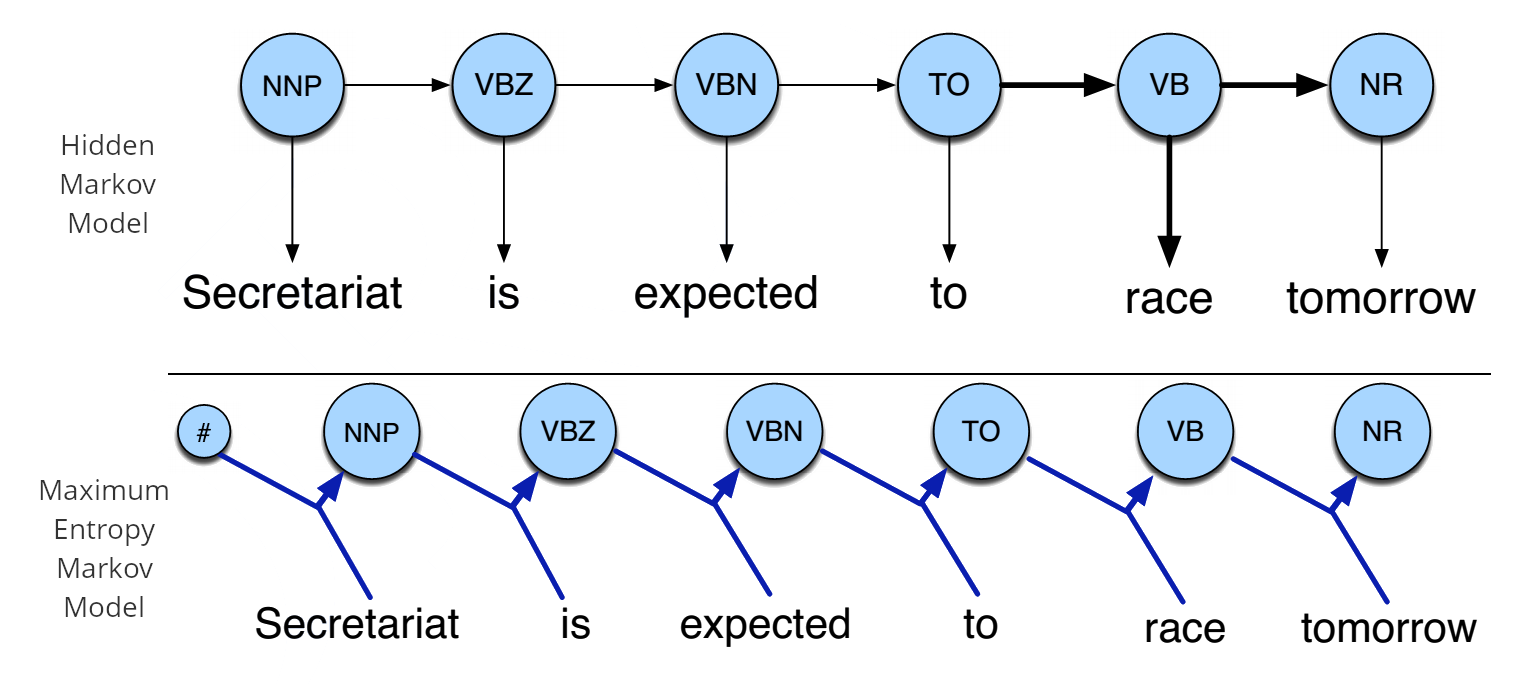 NNP VBZ VBN TO VB NR
Hidden
Markov
Model
Secretariat is expected to race tomorrow
# NNP VBZ VBN TO VB NR
Maximum
Entropy
Markov
Model
Secretariat is expected to race tomorrow